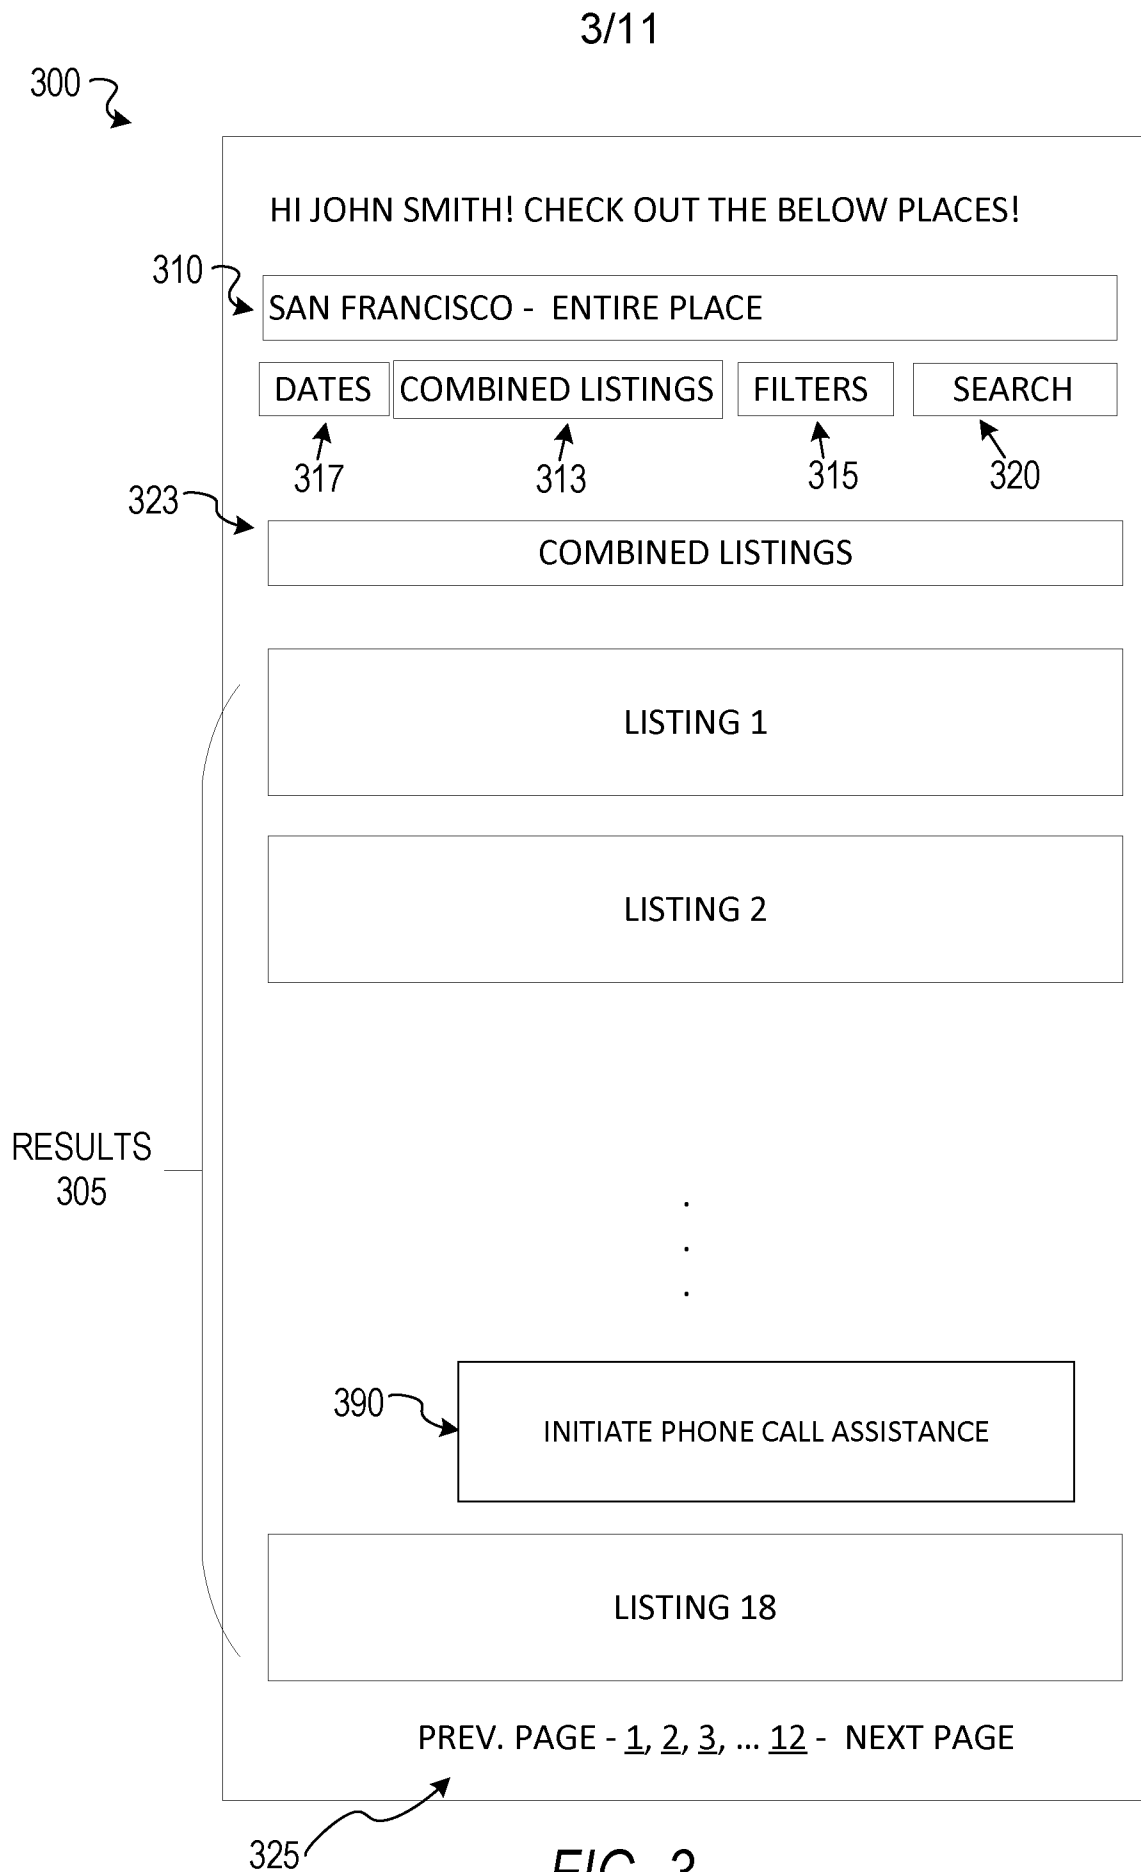 3/11
300
HI JOHN SMITH! CHECK OUT THE BELOW PLACES!
310
SAN FRANCISCO - ENTIRE PLACE
DATES COMBINED LISTINGS FILTERS SEARCH
317 313 315 320
323
COMBINED LISTINGS
LISTING 1
LISTING 2
RESULTS
305
.
.
.
390
INITIATE PHONE CALL ASSISTANCE
LISTING 18
PREV. PAGE - 1, 2, 3, ... 12 - NEXT PAGE
325
FIG. 3